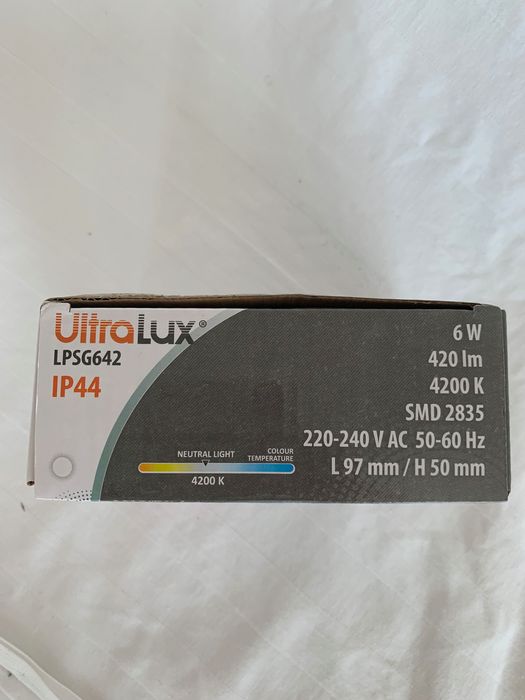 UltraLux®
LPSG642
IP44
6 W
420 lm
4200 K
SMD 2835
220-240 V AC 50-60 Hz
L 97 mm / H 50 mm
NEUTRAL LIGHT
COLOUR
TEMPERATURE
4200 K